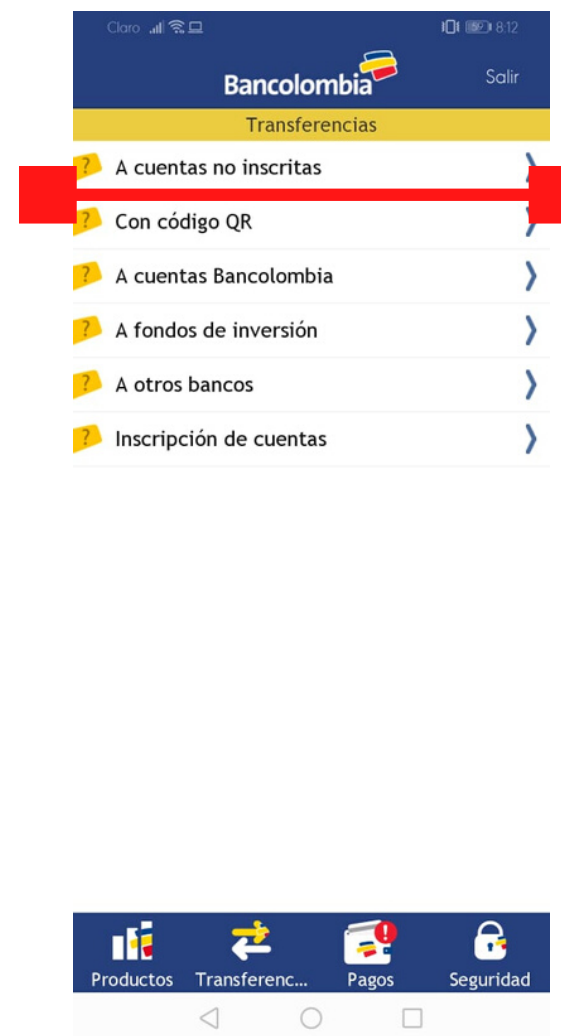 Claro 8:12
Bancolombia
Salir
Transferencias
? A cuentas no inscritas
? Con código QR
? A cuentas Bancolombia
? A fondos de inversión
? A otros bancos
? Inscripción de cuentas
Productos Transferenc... Pagos Seguridad